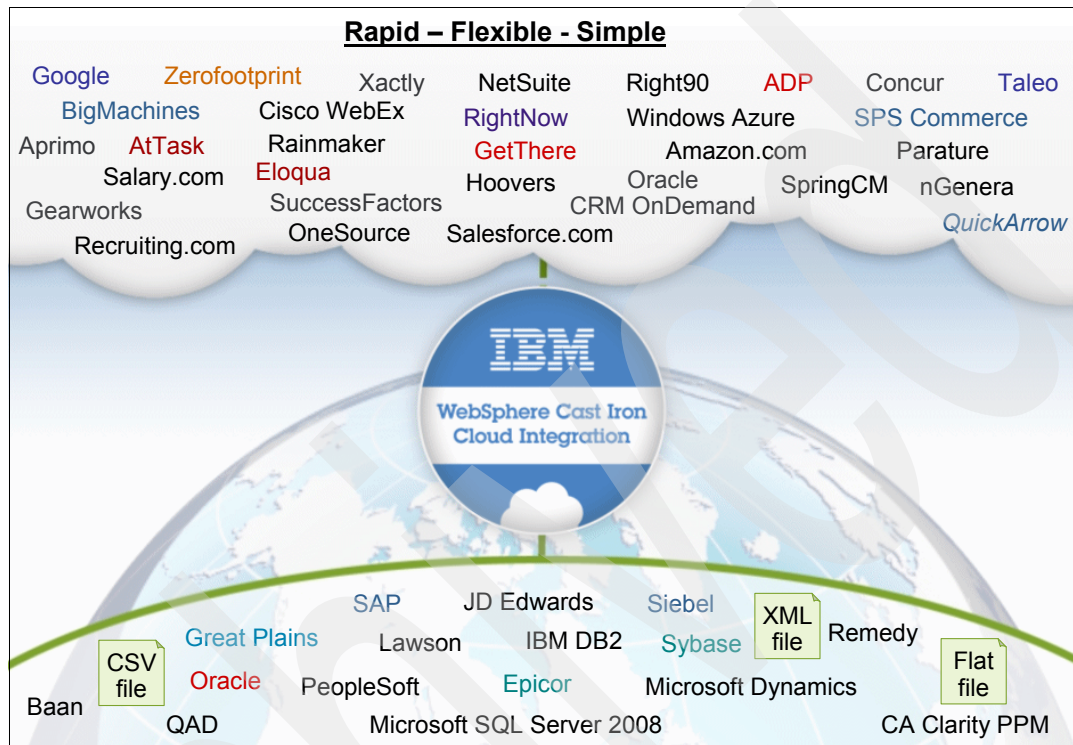 Rapid – Flexible - Simple
Google Zerofootprint Xactly NetSuite Right90 ADP Concur Taleo
BigMachines Cisco WebEx RightNow Windows Azure SPS Commerce
Aprimo AtTask Rainmaker GetThere Amazon.com Parature
Salary.com Eloqua Hoovers Oracle SpringCM nGenera
Gearworks SuccessFactors CRM OnDemand QuickArrow
Recruiting.com OneSource Salesforce.com
IBM
WebSphere Cast Iron
Cloud Integration
SAP JD Edwards Siebel XML
file Remedy
Great Plains Lawson IBM DB2 Sybase
CSV
file Flat
file
Baan Oracle PeopleSoft Epicor Microsoft Dynamics
QAD Microsoft SQL Server 2008 CA Clarity PPM